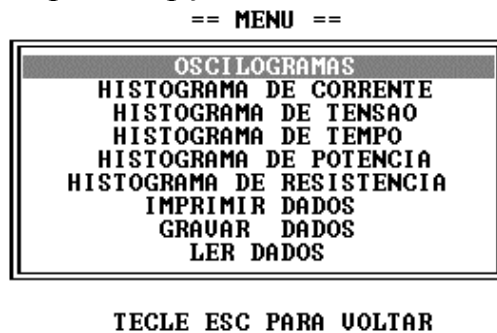 == MENU ==
OSCILOGRAMAS
HISTOGRAMA DE CORRENTE
HISTOGRAMA DE TENSAO
HISTOGRAMA DE TEMPO
HISTOGRAMA DE POTENCIA
HISTOGRAMA DE RESISTENCIA
IMPRIMIR DADOS
GRAVAR DADOS
LER DADOS
TECLE ESC PARA VOLTAR